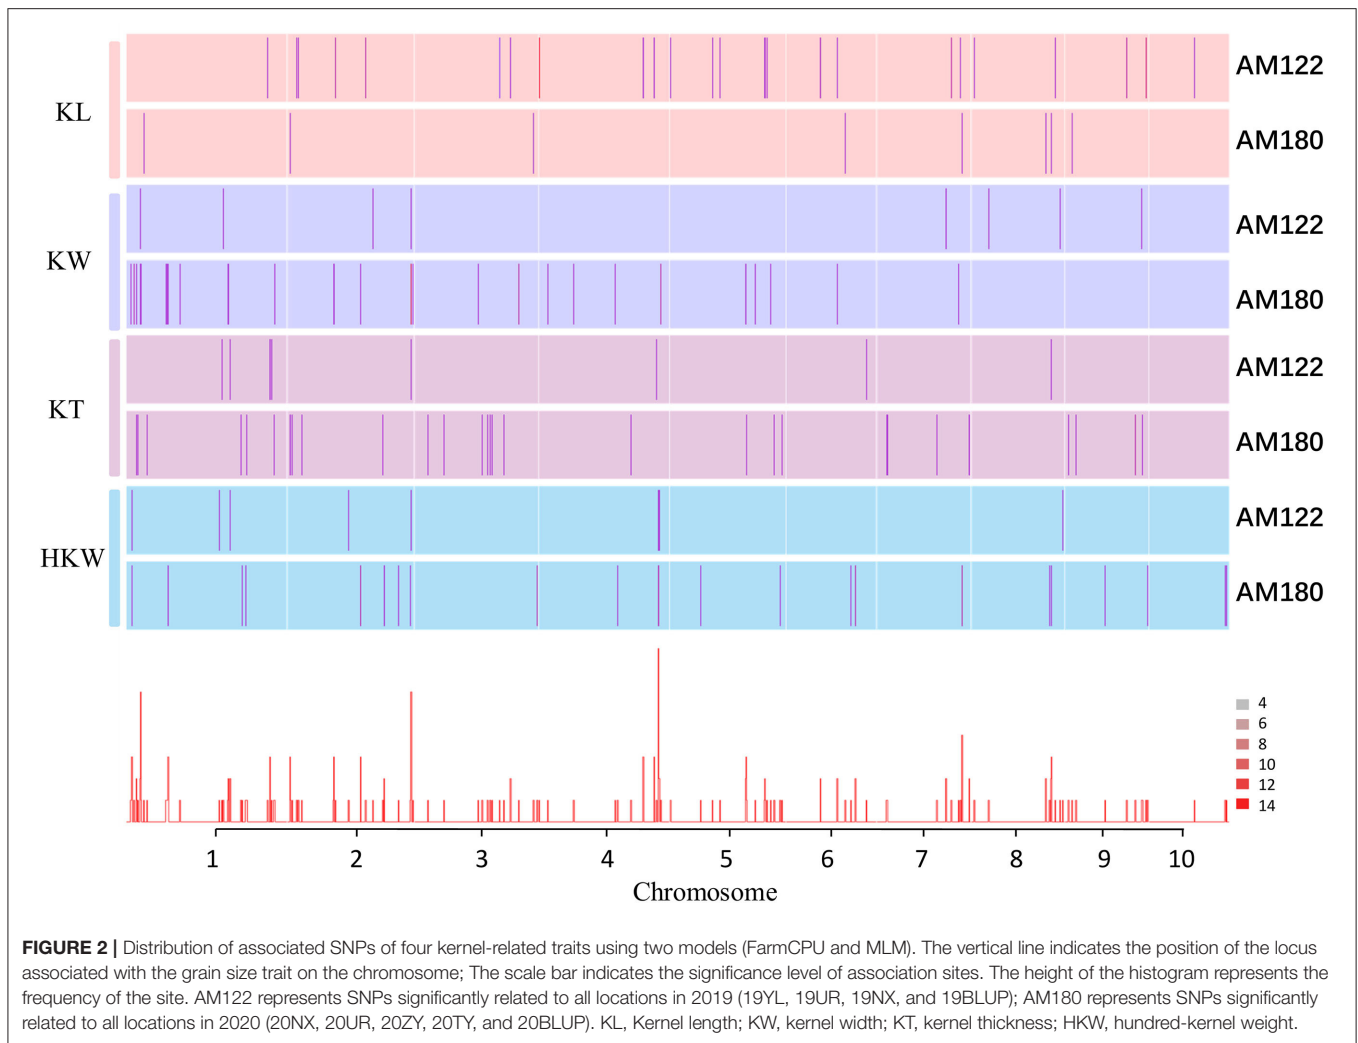 KL
AM122
AM180
KW
AM122
AM180
KT
AM122
AM180
HKW
AM122
AM180
4
6
8
10
12
14
1 2 3 4 5 6 7 8 9 10
Chromosome
FIGURE 2 | Distribution of associated SNPs of four kernel-related traits using two models (FarmCPU and MLM). The vertical line indicates the position of the locus
associated with the grain size trait on the chromosome; The scale bar indicates the significance level of association sites. The height of the histogram represents the
frequency of the site. AM122 represents SNPs significantly related to all locations in 2019 (19YL, 19UR, 19NX, and 19BLUP); AM180 represents SNPs significantly
related to all locations in 2020 (20NX, 20UR, 20ZY, 20TY, and 20BLUP). KL, Kernel length; KW, kernel width; KT, kernel thickness; HKW, hundred-kernel weight.